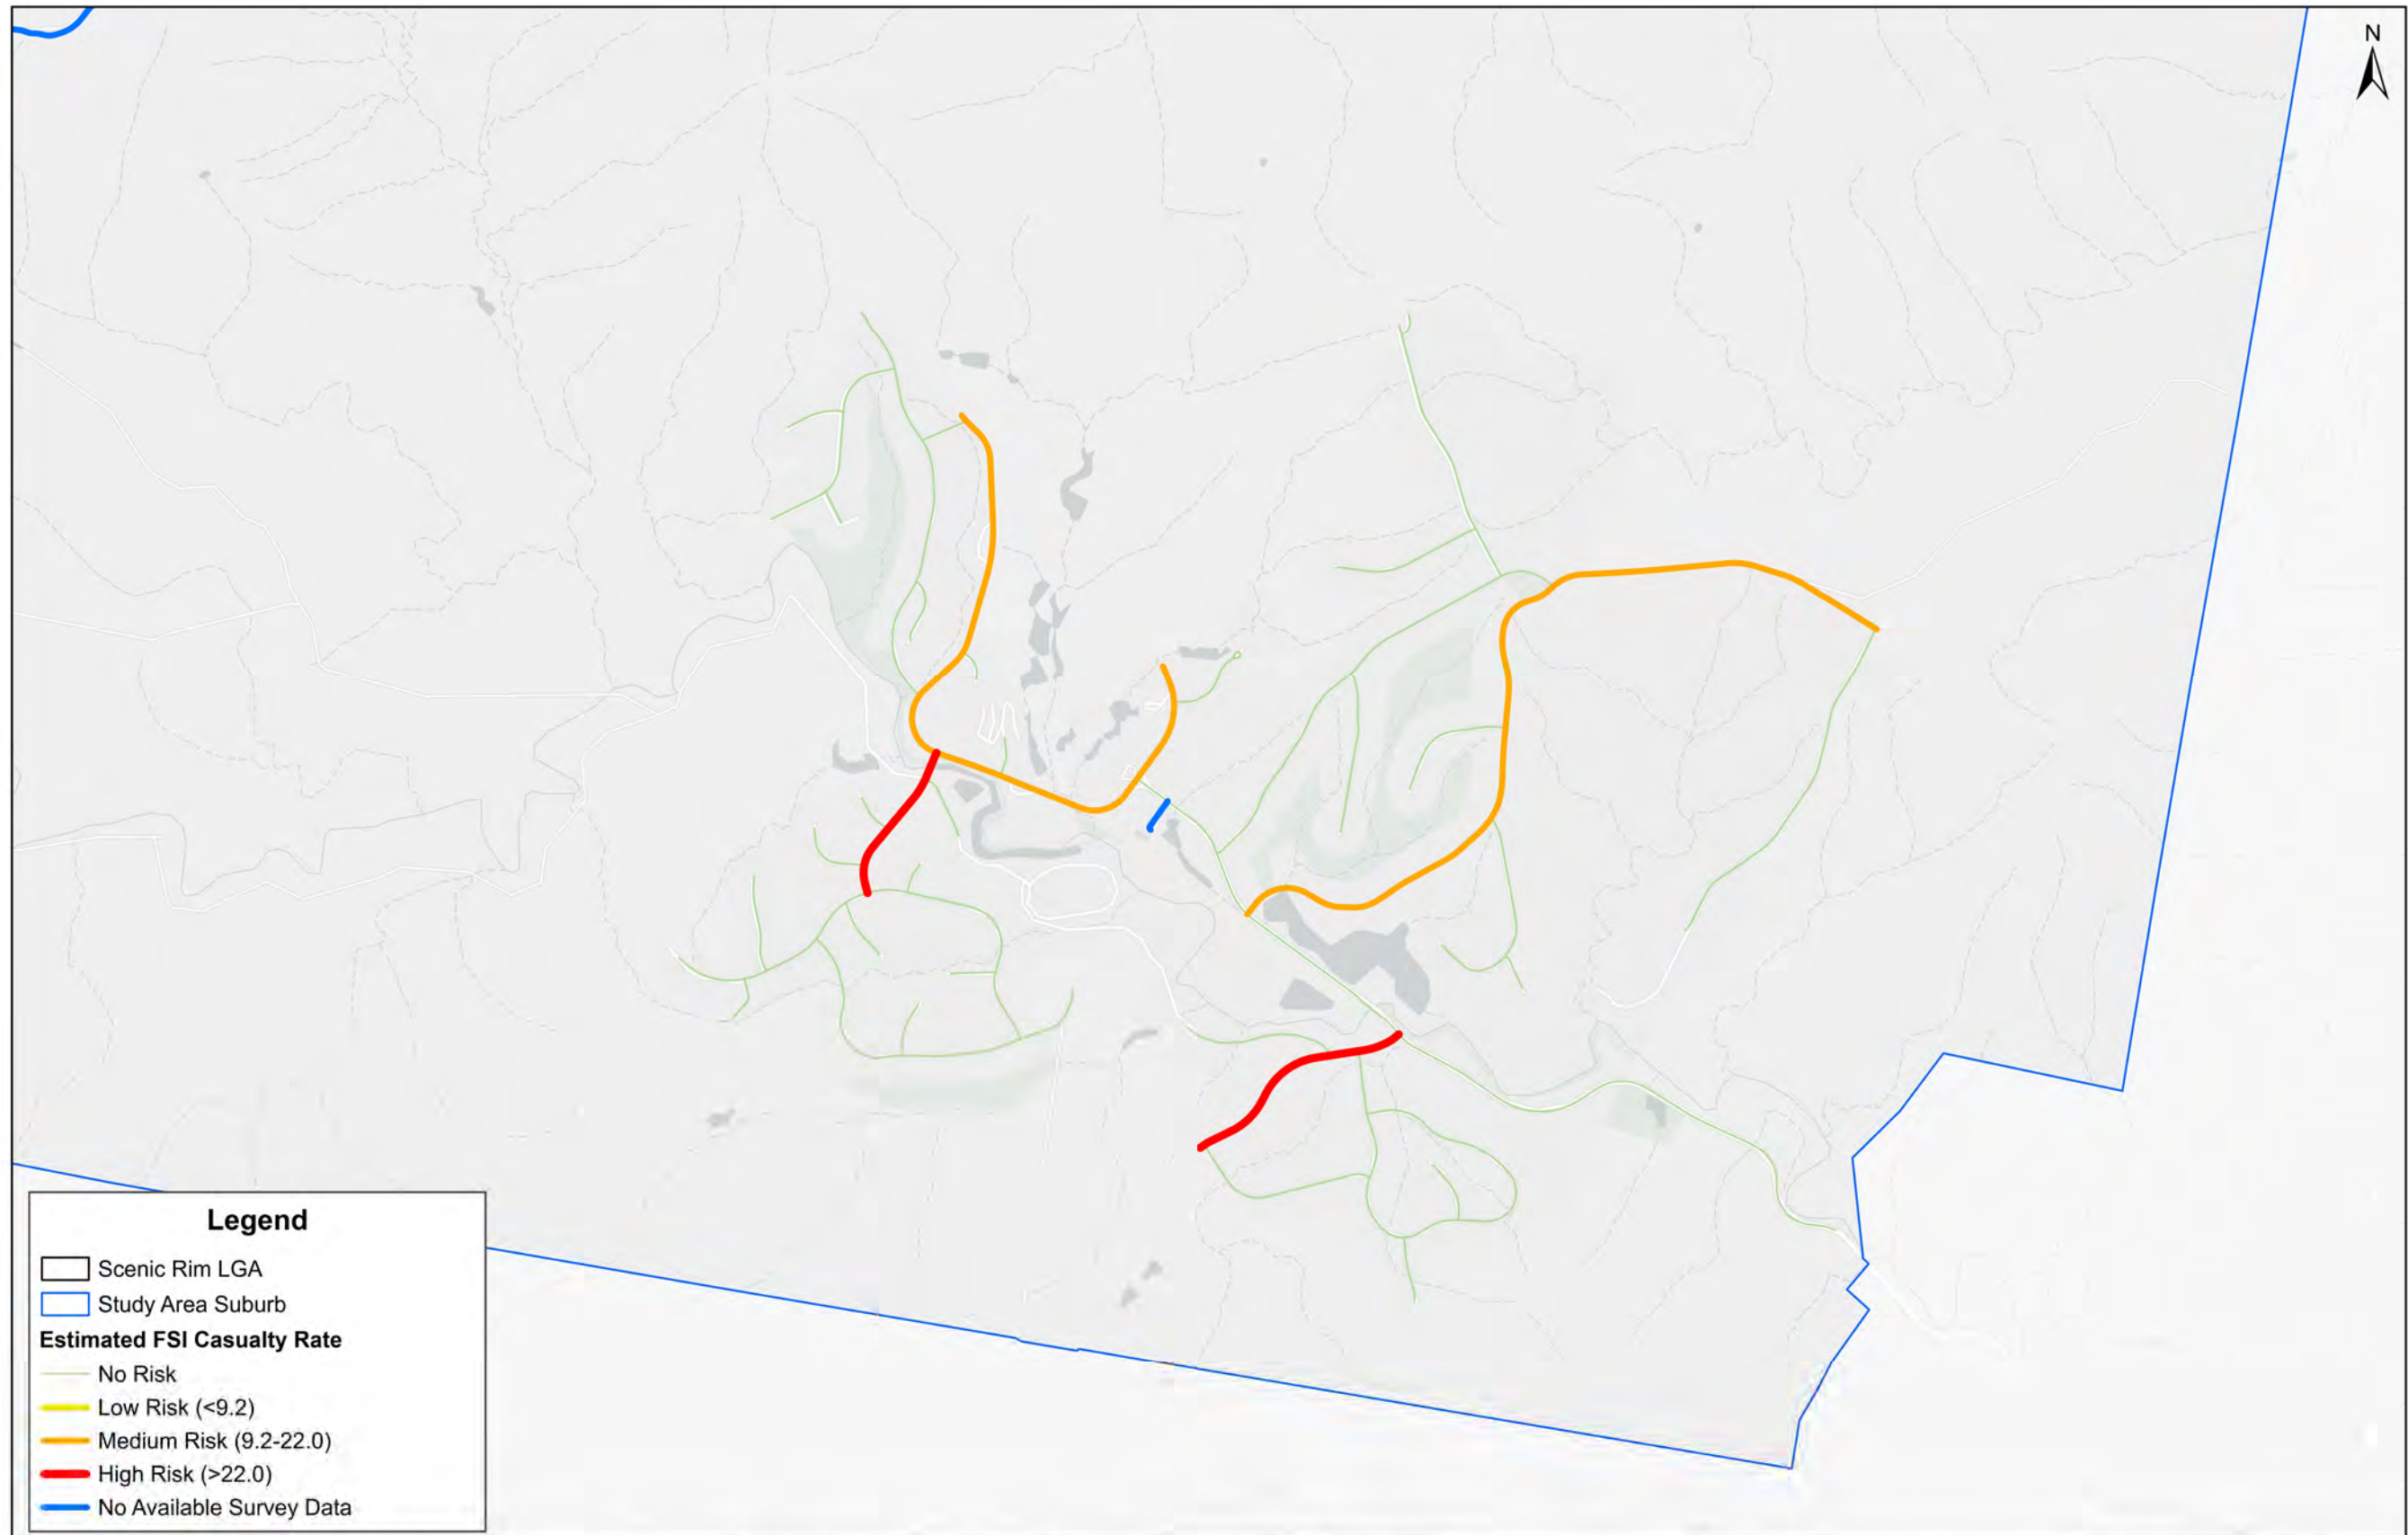 N
Legend
Scenic Rim LGA
Study Area Suburb
Estimated FSI Casualty Rate
No Risk
Low Risk (<9.2)
Medium Risk (9.2-22.0)
High Risk (>22.0)
No Available Survey Data